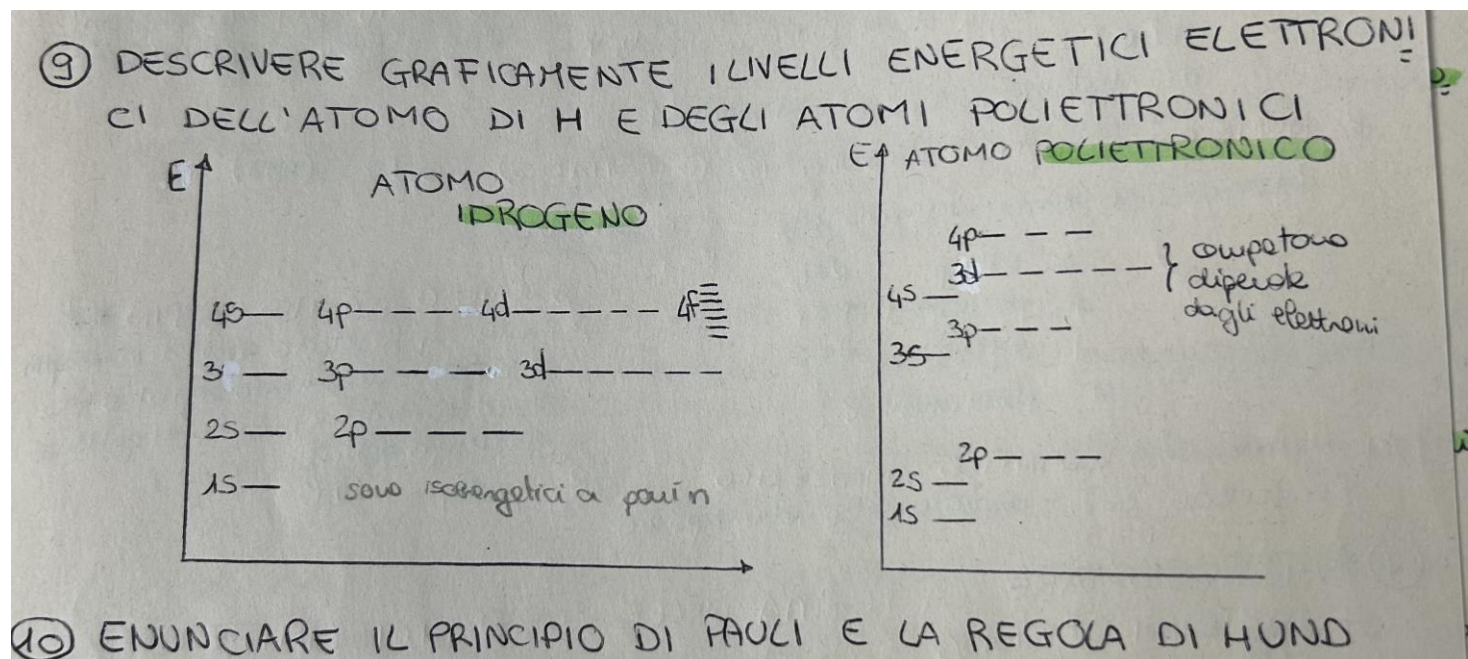 9 DESCRIVERE GRAFICAMENTE I LIVELLI ENERGETICI ELETTRONI
CI DELL'ATOMO DI H E DEGLI ATOMI POLIETTRONICI
E ATOMO
IDROGENO
4s 4p 4d 4f
3 3p 3d
2s 2p
1s sono isoenergetici a pari n
E ATOMO POLIETTRONICO
4p
3d } competono
4s dipende
3p dagli elettroni
3s
2p
2s
1s
10 ENUNCIARE IL PRINCIPIO DI PAULI E LA REGOLA DI HUND